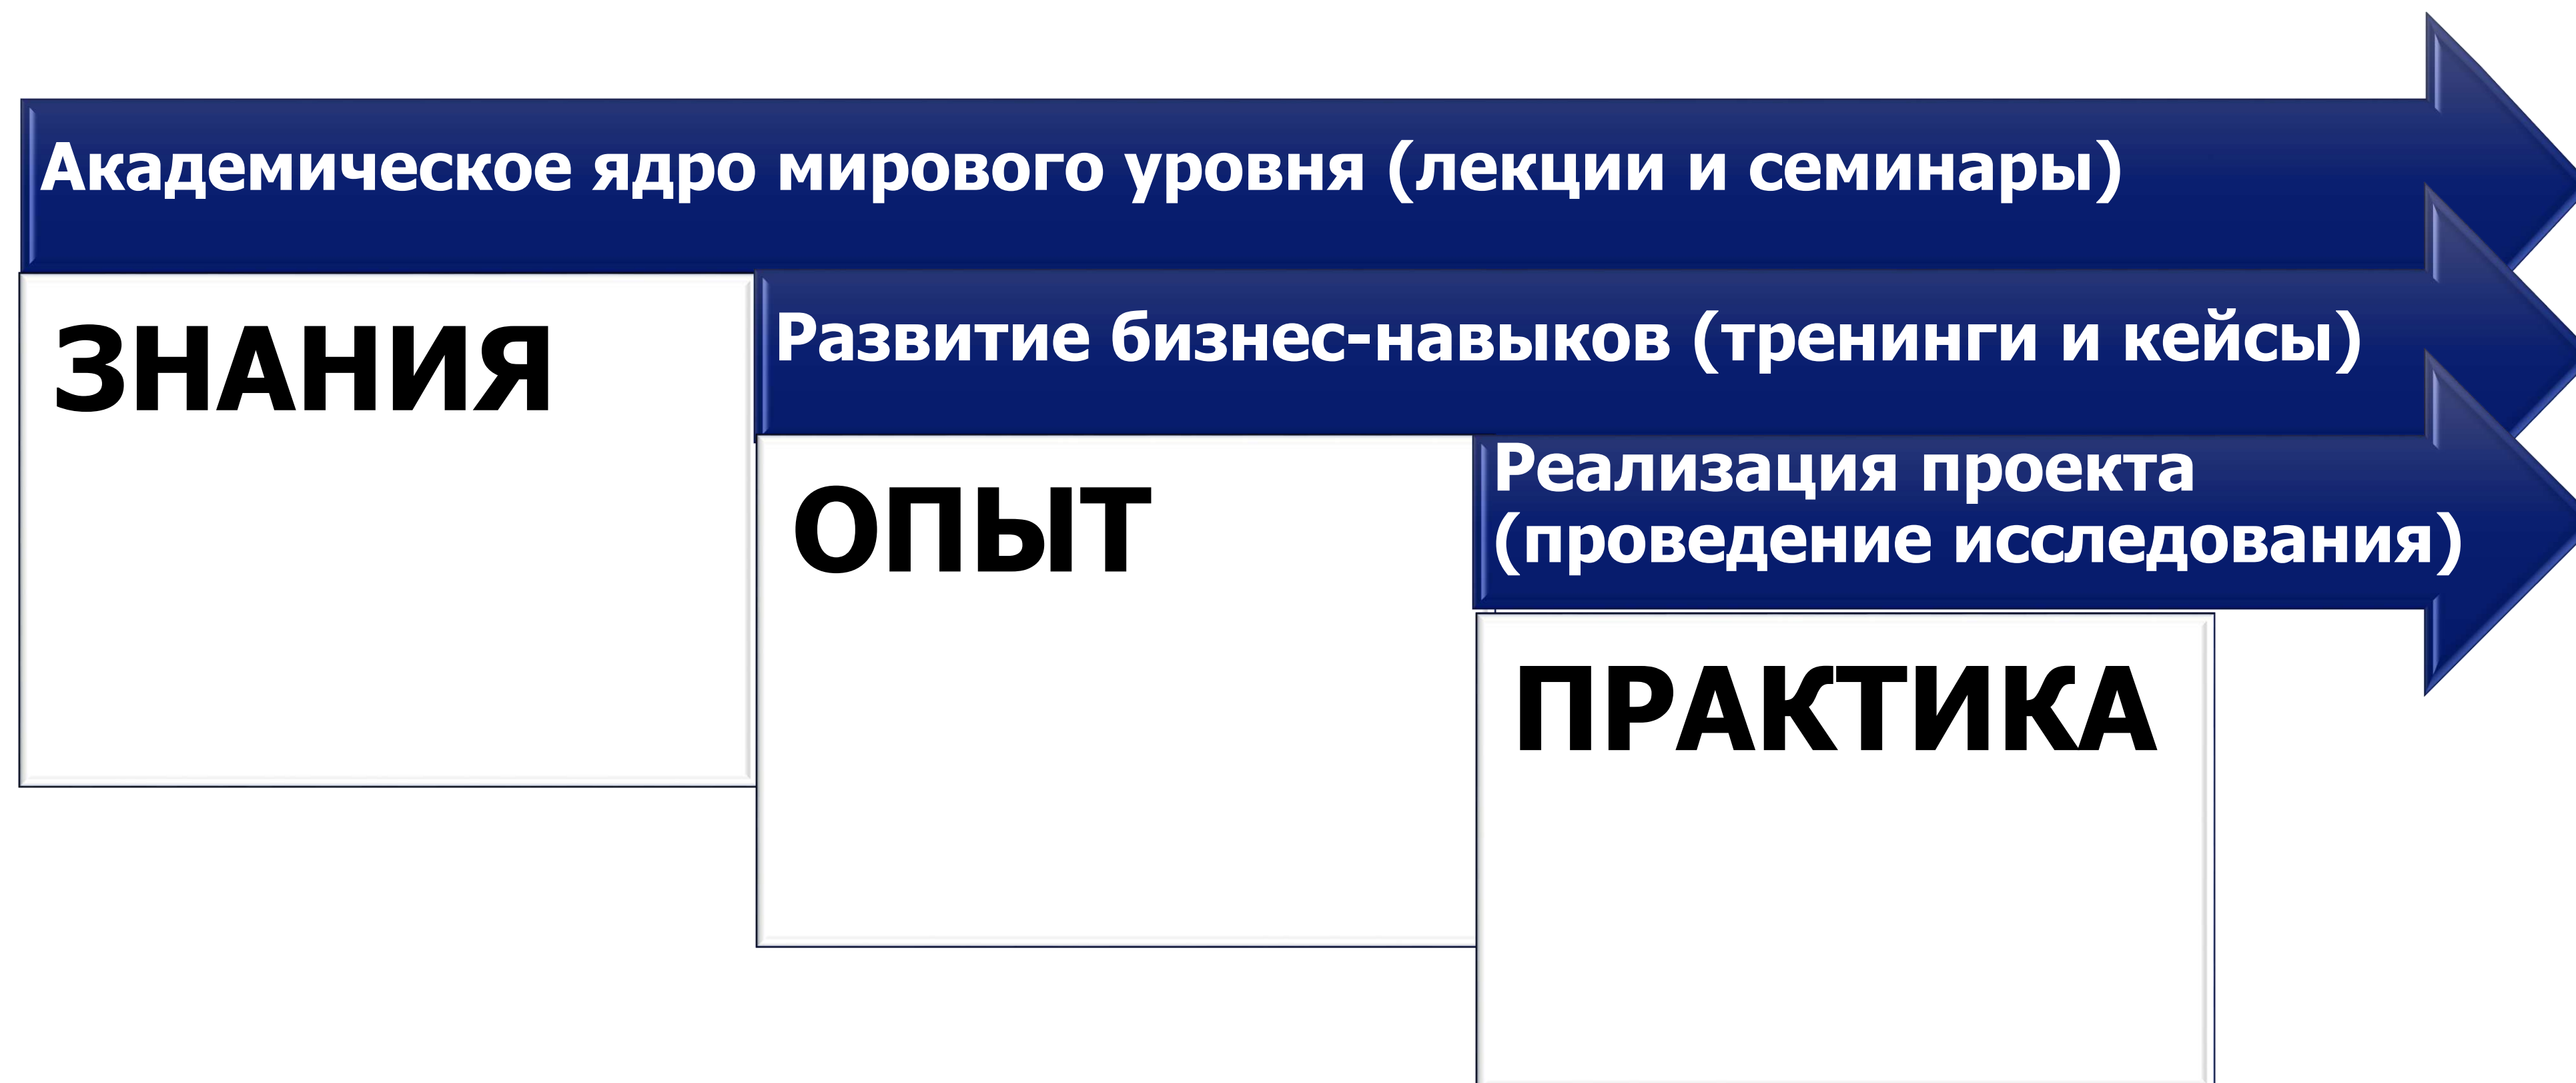 Академическое ядро мирового уровня (лекции и семинары)
ЗНАНИЯ
Развитие бизнес-навыков (тренинги и кейсы)
ОПЫТ
Реализация проекта
(проведение исследования)
ПРАКТИКА